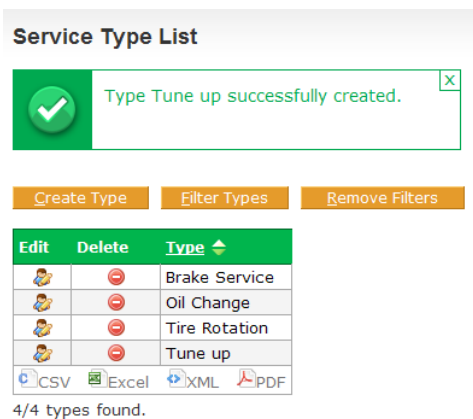 Service Type List
Type Tune up successfully created.
X
Create Type Filter Types Remove Filters
Edit Delete Type
Brake Service
Oil Change
Tire Rotation
Tune up
CSV Excel XML PDF
4/4 types found.